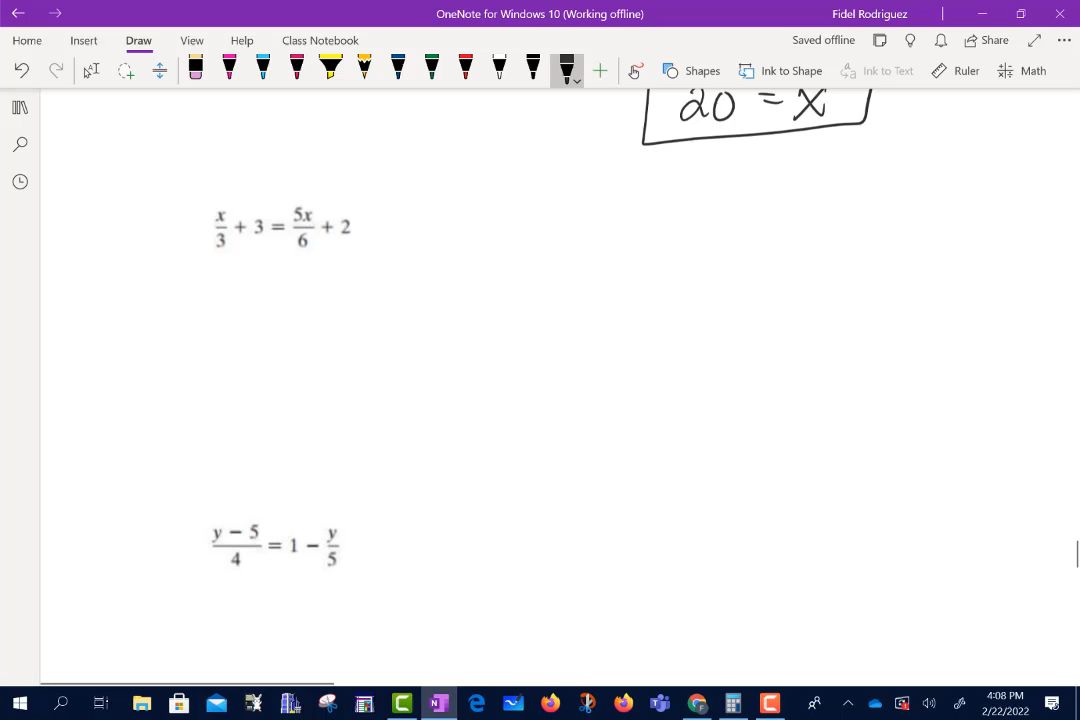 OneNote for Windows 10 (Working offline)
Fidel Rodriguez
Home Insert Draw View Help Class Notebook
Saved offline Share
Shapes Ink to Shape Ink to Text Ruler Math
20 = x
x/3 + 3 = 5x/6 + 2
(y − 5)/4 = 1 − y/5
4:08 PM
2/22/2022